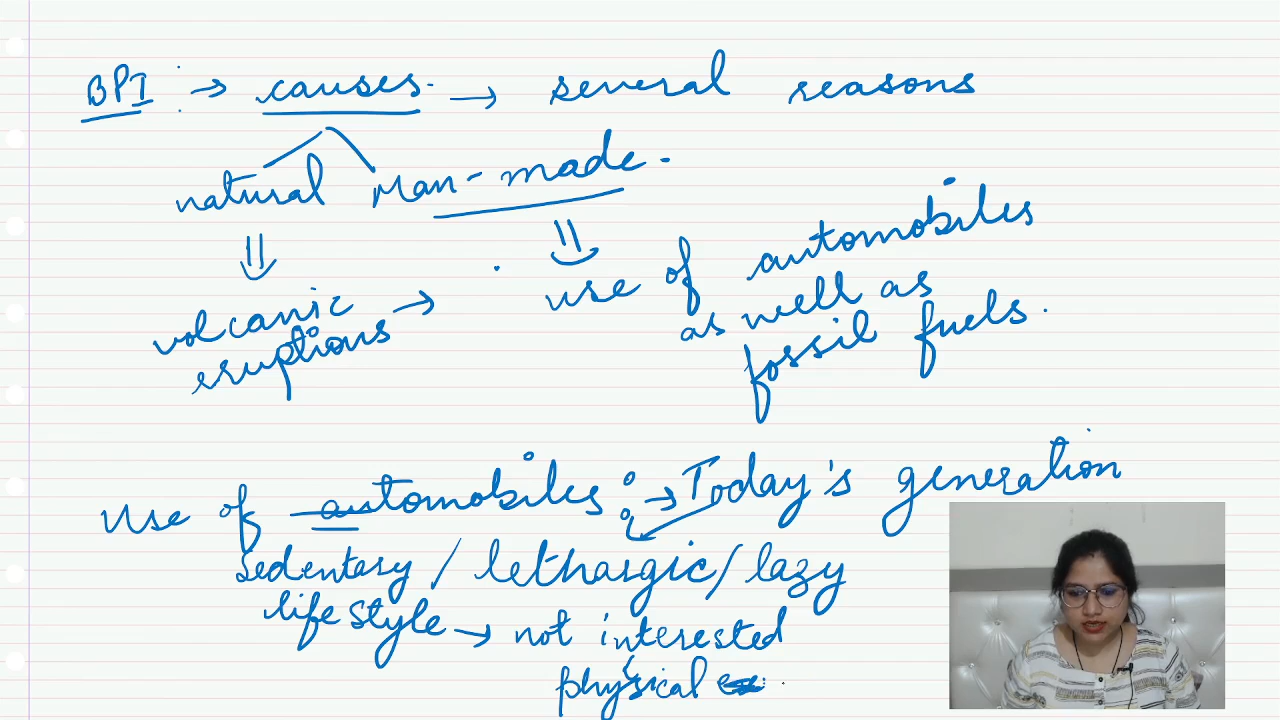 BPI : → causes. → several reasons
natural Man-made.
volcanic
eruptions →
use of automobiles
as well as
fossil fuels.
Use of automobiles : → Today's generation
sedentary / lethargic / lazy
life style → not interested
physical